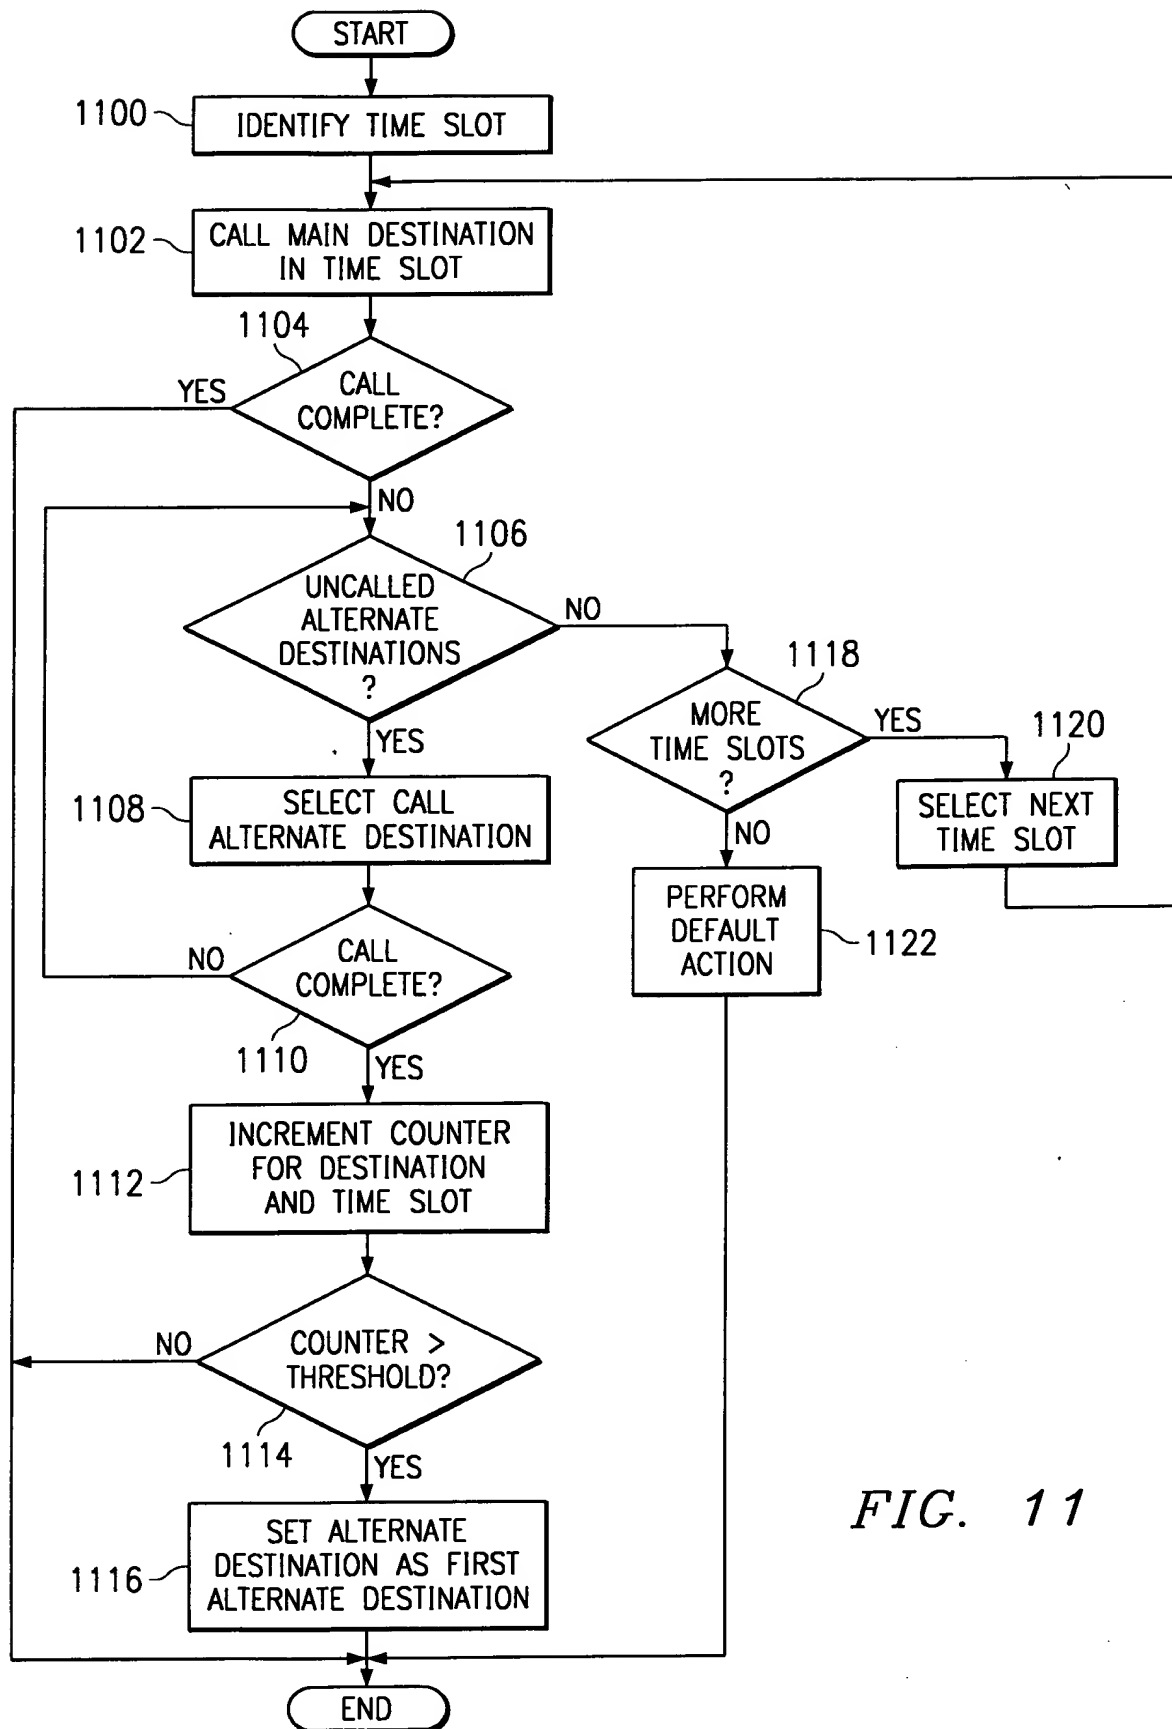 START
1100
IDENTIFY TIME SLOT
1102
CALL MAIN DESTINATION
IN TIME SLOT
1104
YES
CALL
COMPLETE?
NO
1106
UNCALLED
ALTERNATE
DESTINATIONS
?
NO
YES
1118
MORE
TIME SLOTS
?
YES
NO
1120
SELECT NEXT
TIME SLOT
1108
SELECT CALL
ALTERNATE DESTINATION
PERFORM
DEFAULT
ACTION
1122
NO
CALL
COMPLETE?
1110
YES
1112
INCREMENT COUNTER
FOR DESTINATION
AND TIME SLOT
NO
COUNTER >
THRESHOLD?
1114
YES
1116
SET ALTERNATE
DESTINATION AS FIRST
ALTERNATE DESTINATION
FIG. 11
END